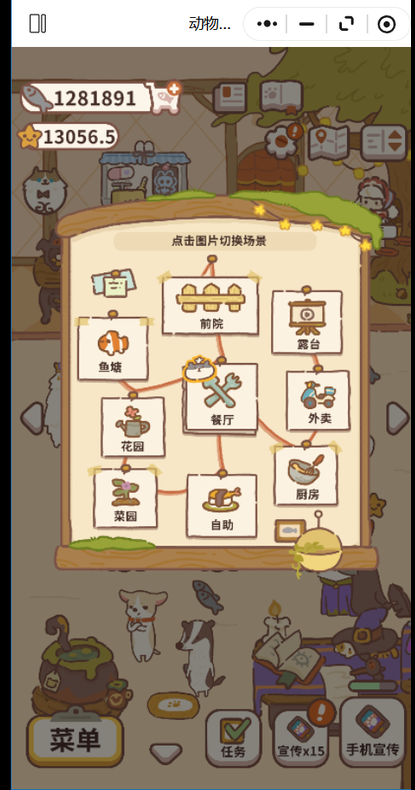 动物...
1281891
13056.5
点击图片切换场景
前院
露台
鱼塘
餐厅
外卖
花园
厨房
菜园
自助
菜单
任务
宣传x15
手机宣传